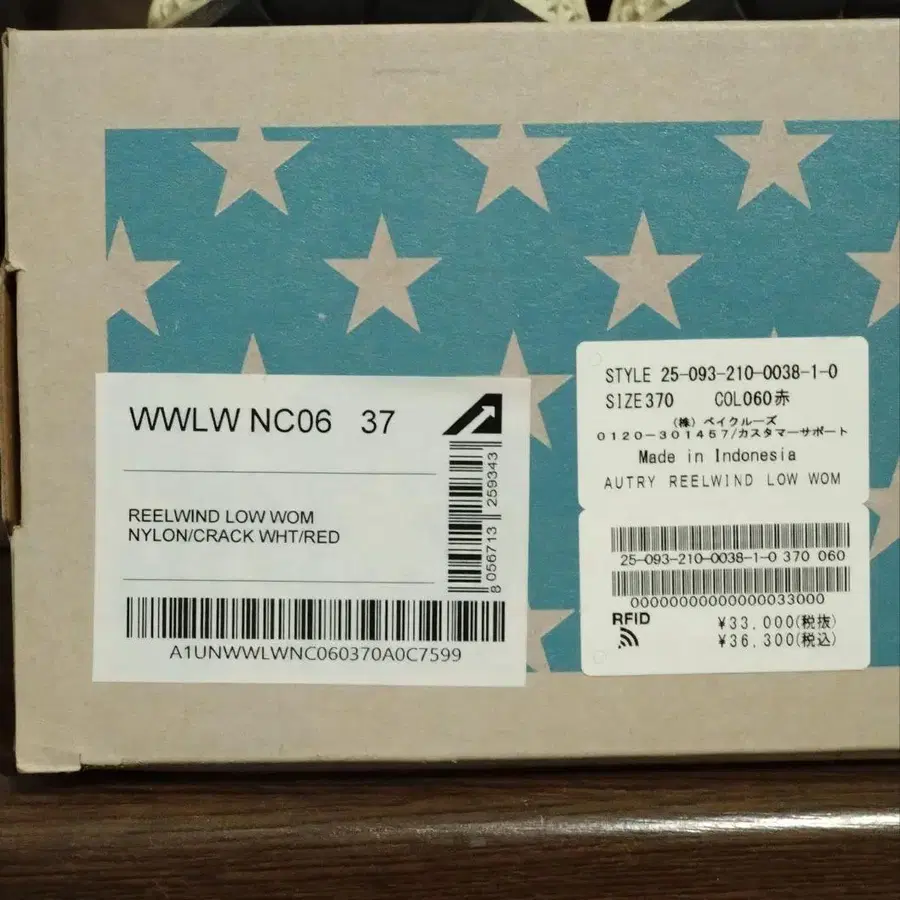 WWLW NC06 37
REELWIND LOW WOM
NYLON/CRACK WHT/RED
8 056713 259343
A1UNWWLWNC060370A0C7599
STYLE 25-093-210-0038-1-0
SIZE370 COL060赤
(株) ベイクルーズ
0120-301457/カスタマーサポート
Made in Indonesia
AUTRY REELWIND LOW WOM
25-093-210-0038-1-0 370 060
00000000000000033000
RFID
¥33,000(税抜)
¥36,300(税込)